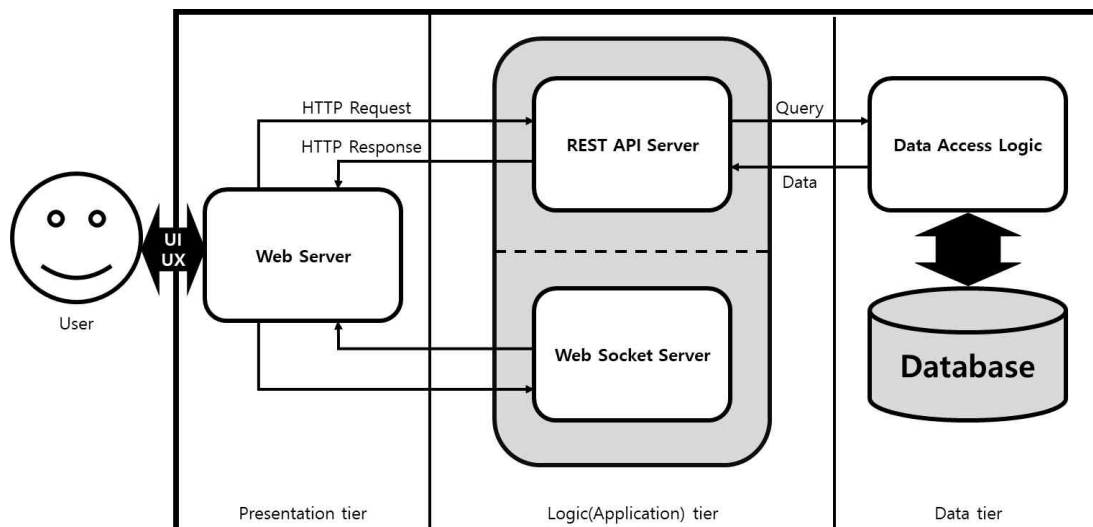 HTTP Request
HTTP Response
REST API Server
Query
Data
Data Access Logic
UI
UX
Web Server
User
Web Socket Server
Database
Presentation tier
Logic(Application) tier
Data tier